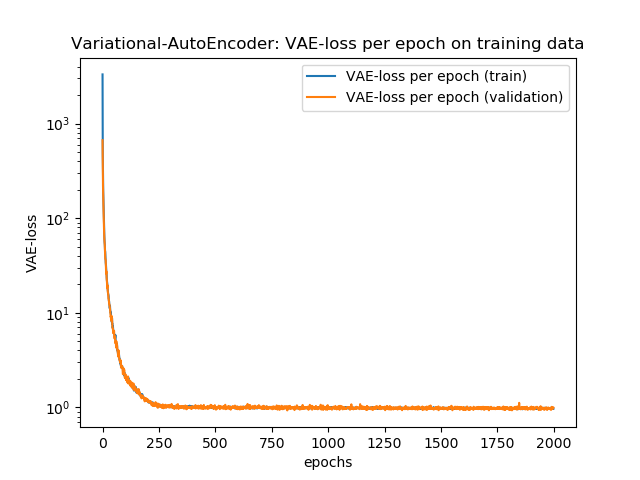 Variational-AutoEncoder: VAE-loss per epoch on training data
VAE-loss per epoch (train)
VAE-loss per epoch (validation)
10³
10²
10¹
10⁰
VAE-loss
0 250 500 750 1000 1250 1500 1750 2000
epochs